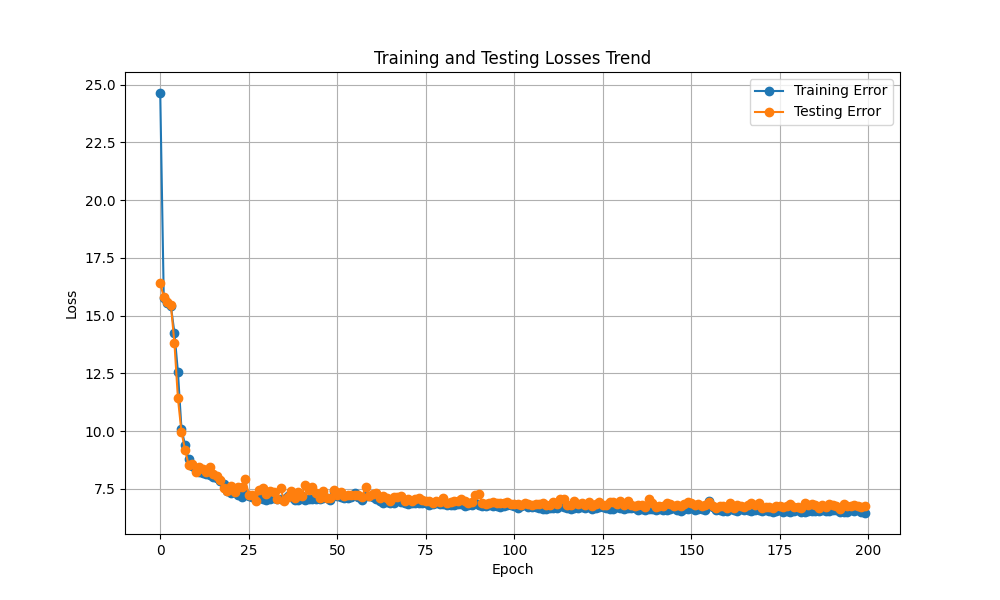 Training and Testing Losses Trend
Training Error
Testing Error
Loss
25.0
22.5
20.0
17.5
15.0
12.5
10.0
7.5
0 25 50 75 100 125 150 175 200
Epoch